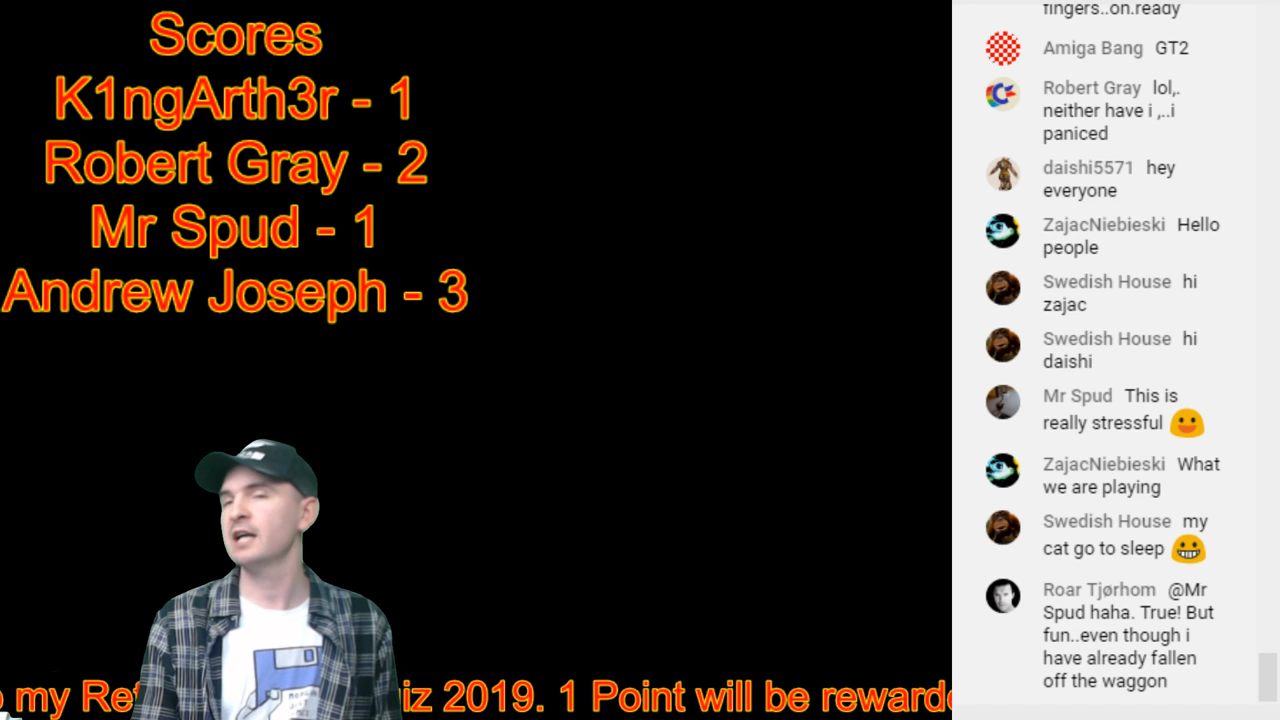 Scores
K1ngArth3r - 1
Robert Gray - 2
Mr Spud - 1
Andrew Joseph - 3
my Ret iz 2019. 1 Point will be rewarde
fingers..on.ready
Amiga Bang GT2
Robert Gray lol,.
neither have i ,..i
paniced
daishi5571 hey
everyone
ZajacNiebieski Hello
people
Swedish House hi
zajac
Swedish House hi
daishi
Mr Spud This is
really stressful
ZajacNiebieski What
we are playing
Swedish House my
cat go to sleep
Roar Tjørhom @Mr
Spud haha. True! But
fun..even though i
have already fallen
off the waggon